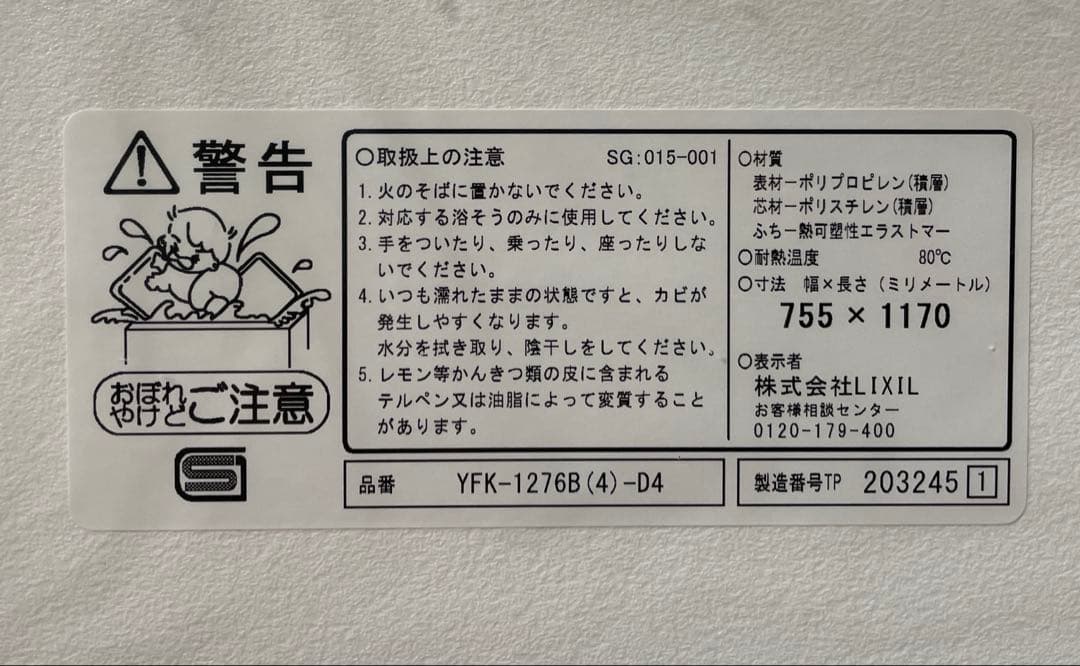 警告
おぼれ
やけど ご注意
〇取扱上の注意 SG:015-001
1. 火のそばに置かないでください。
2. 対応する浴そうのみに使用してください。
3. 手をついたり、乗ったり、座ったりしな
いでください。
4. いつも濡れたままの状態ですと、カビが
発生しやすくなります。
水分を拭き取り、陰干しをしてください。
5. レモン等かんきつ類の皮に含まれる
テルペン又は油脂によって変質すること
があります。
〇材質
表材ーポリプロピレン(積層)
芯材ーポリスチレン(積層)
ふちー熱可塑性エラストマー
〇耐熱温度 80℃
〇寸法 幅×長さ(ミリメートル)
755 × 1170
〇表示者
株式会社LIXIL
お客様相談センター
0120-179-400
品番 YFK-1276B(4)-D4
製造番号TP 203245 1